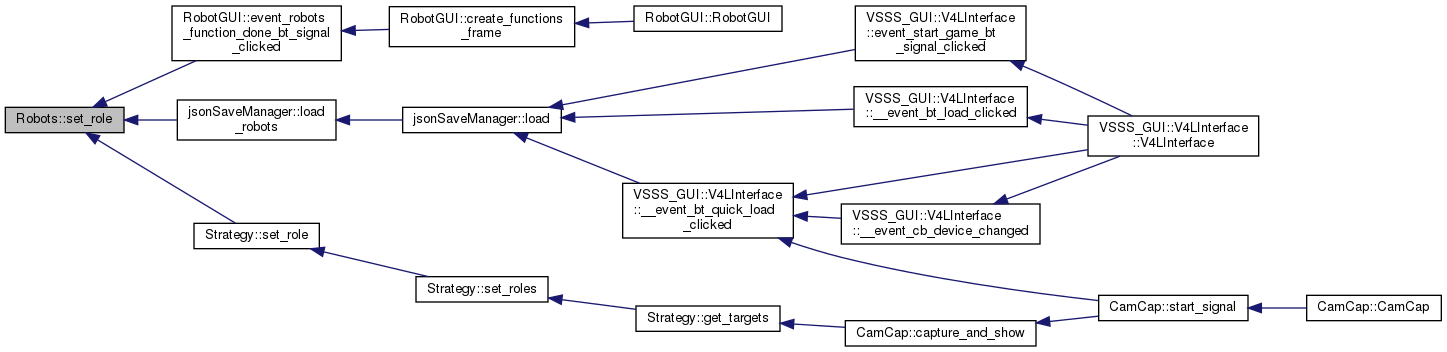 RobotGUI::event_robots
_function_done_bt_signal
_clicked
RobotGUI::create_functions
_frame
RobotGUI::RobotGUI
VSSS_GUI::V4LInterface
::event_start_game_bt
_signal_clicked
Robots::set_role
jsonSaveManager::load
_robots
jsonSaveManager::load
VSSS_GUI::V4LInterface
::__event_bt_load_clicked
VSSS_GUI::V4LInterface
::V4LInterface
VSSS_GUI::V4LInterface
::__event_bt_quick_load
_clicked
VSSS_GUI::V4LInterface
::__event_cb_device_changed
Strategy::set_role
Strategy::set_roles
Strategy::get_targets
CamCap::capture_and_show
CamCap::start_signal
CamCap::CamCap